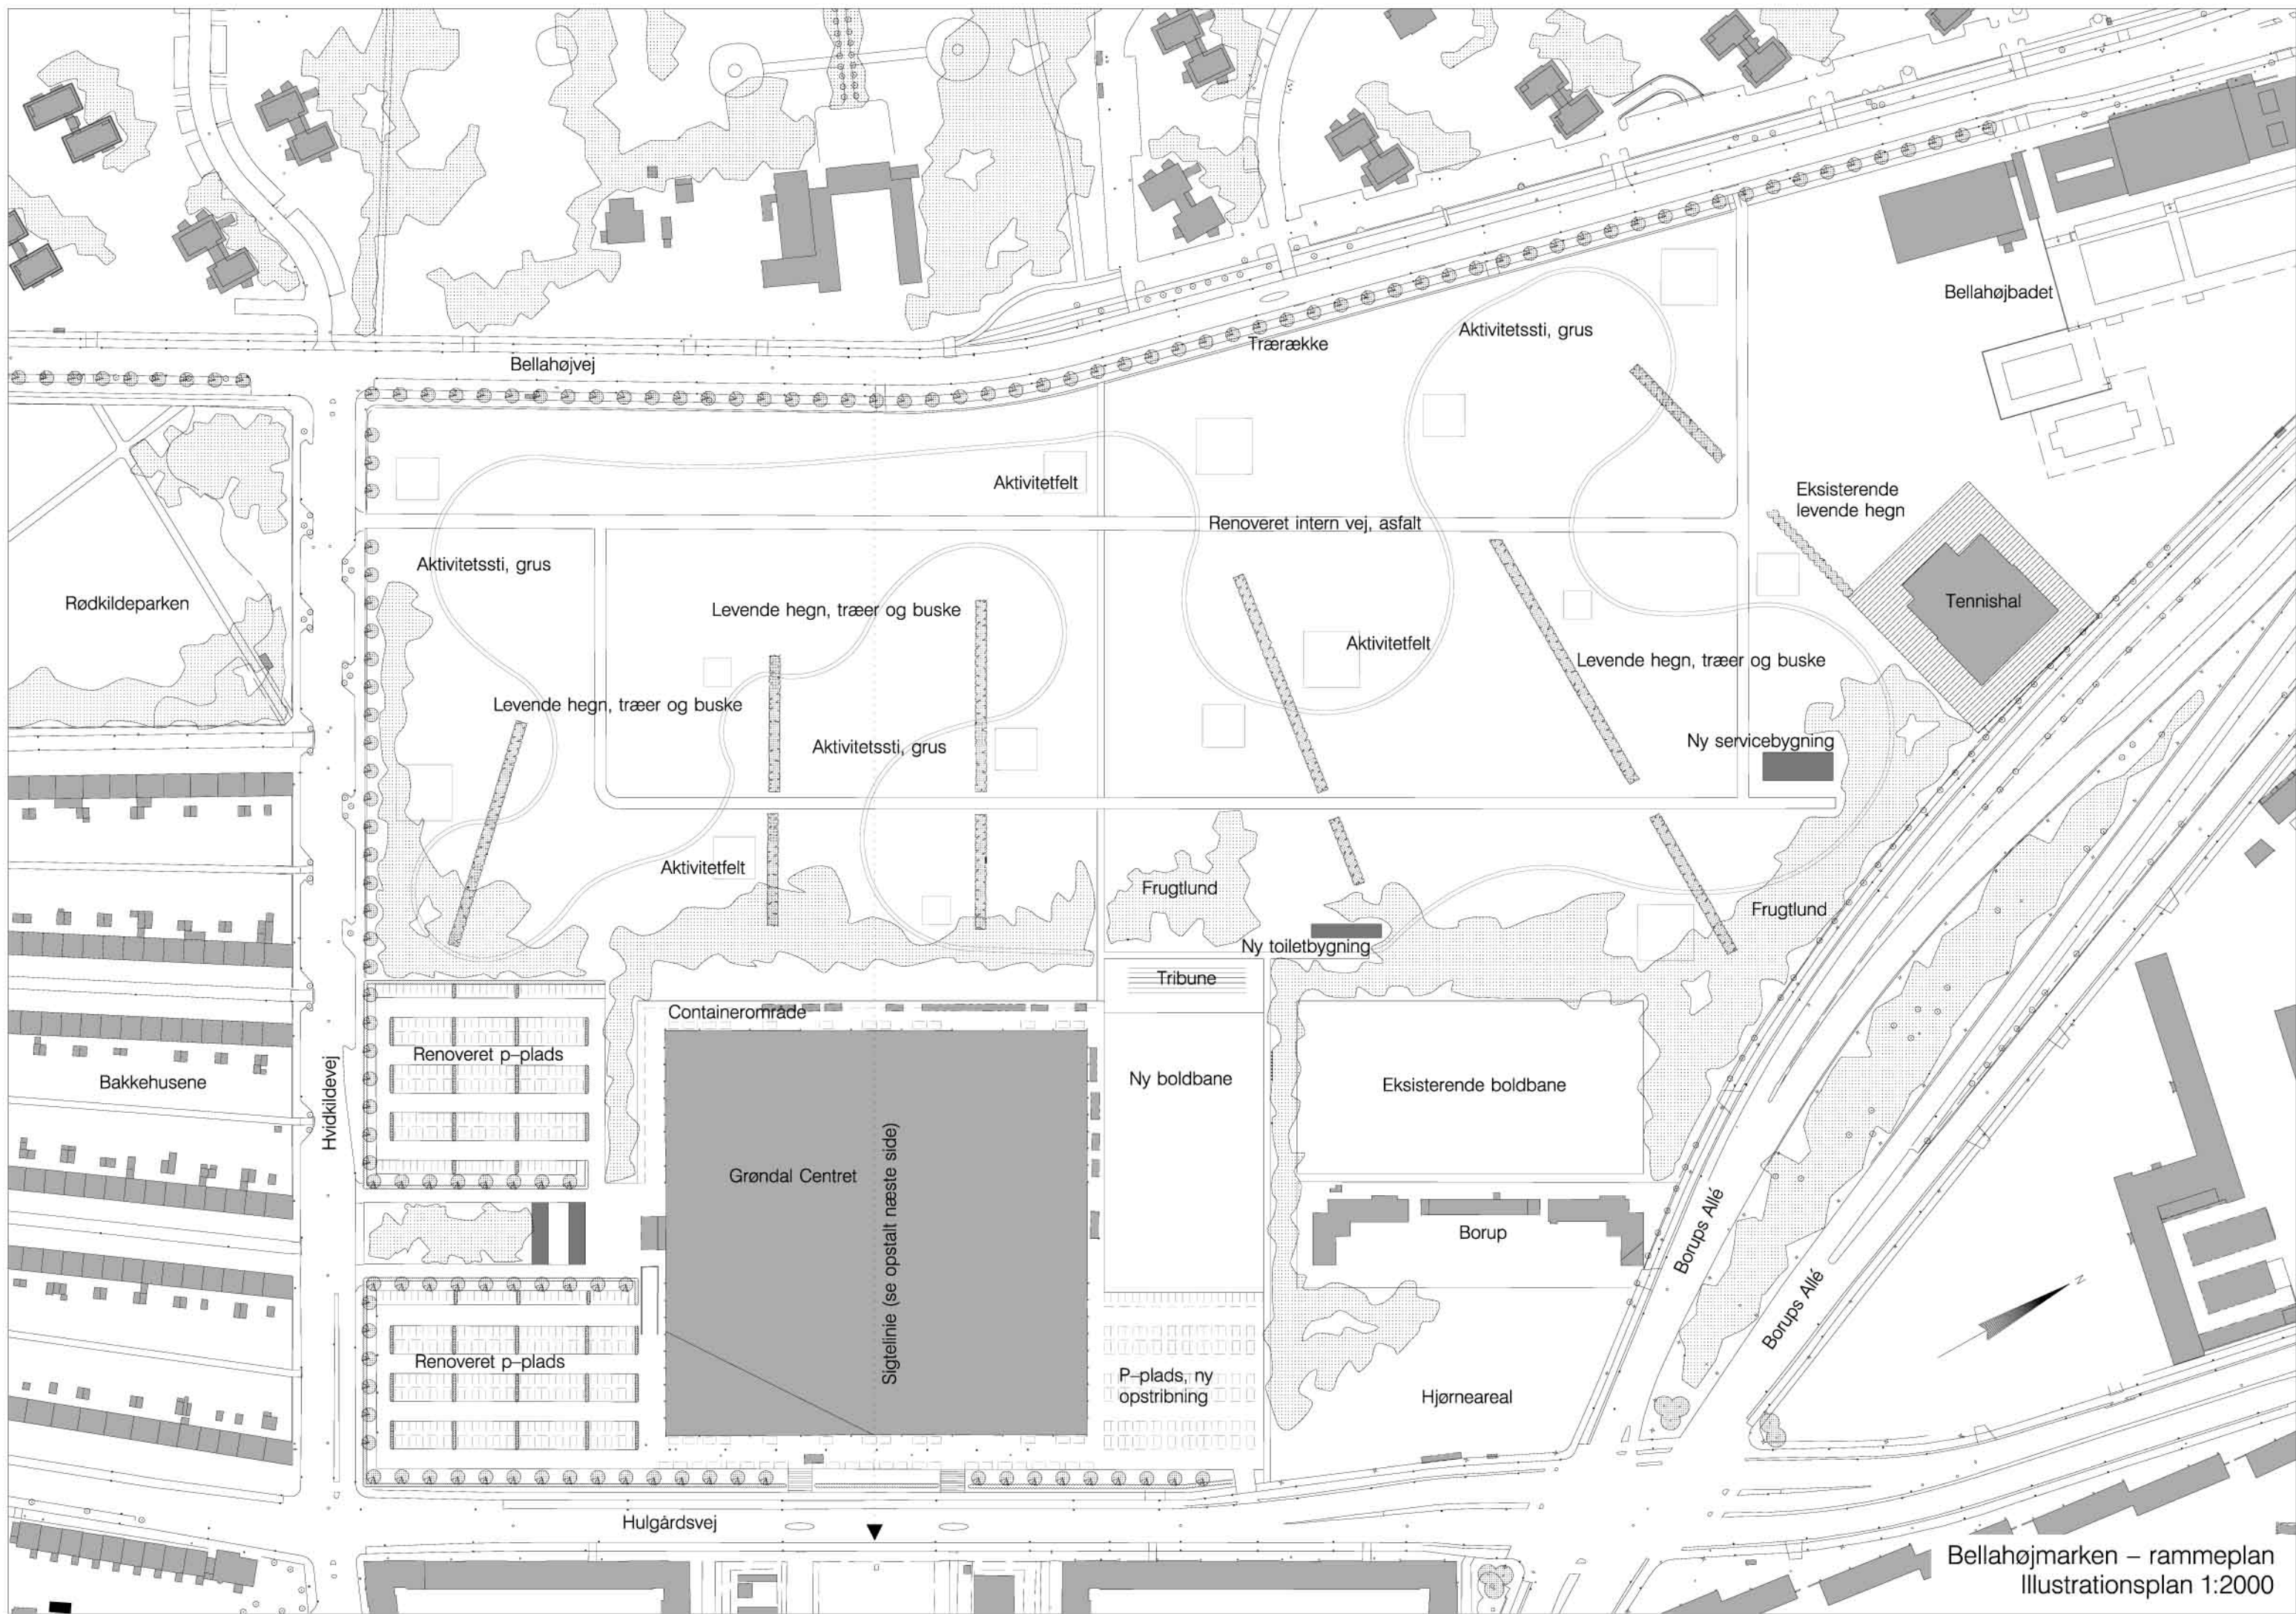 Bellahøjbadet
Aktivitetssti, grus
Trærække
Bellahøjvej
Aktivitetfelt
Eksisterende
levende hegn
Renoveret intern vej, asfalt
Aktivitetssti, grus
Rødkildeparken
Levende hegn, træer og buske
Tennishal
Aktivitetfelt
Levende hegn, træer og buske
Levende hegn, træer og buske
Aktivitetssti, grus
Ny servicebygning
Aktivitetfelt
Frugtlund
Frugtlund
Ny toiletbygning
Tribune
Containerområde
Renoveret p-plads
Bakkehusene
Hvidkildevej
Ny boldbane
Eksisterende boldbane
Grøndal Centret
Sigtelinie (se opstalt næste side)
Borup
Borups Allé
Borups Allé
N
Renoveret p-plads
P-plads, ny
opstribning
Hjørneareal
Hulgårdsvej
Bellahøjmarken – rammeplan
Illustrationsplan 1:2000